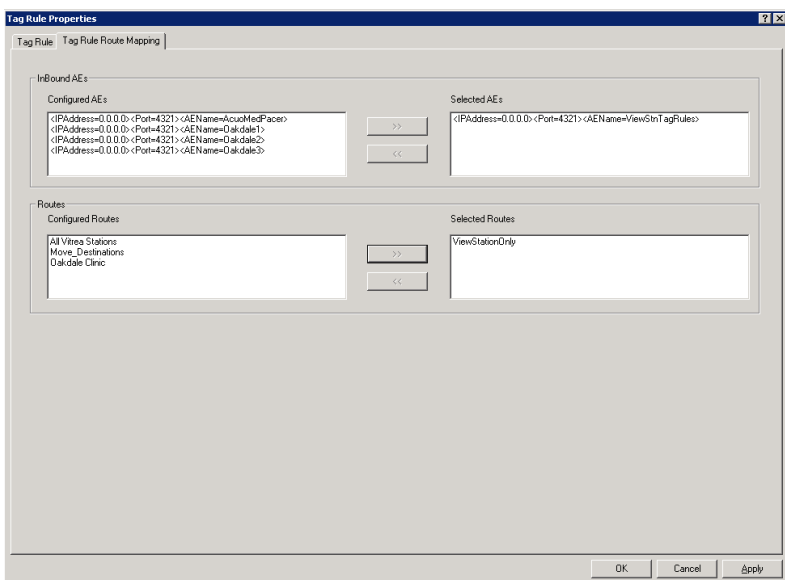 Tag Rule Properties
Tag Rule
Tag Rule Route Mapping
InBound AEs
Configured AEs
Selected AEs
<IPAddress=0.0.0.0><Port=4321><AEName=AcuoMedPacer>
<IPAddress=0.0.0.0><Port=4321><AEName=Oakdale1>
<IPAddress=0.0.0.0><Port=4321><AEName=Oakdale2>
<IPAddress=0.0.0.0><Port=4321><AEName=Oakdale3>
>>
<<
<IPAddress=0.0.0.0><Port=4321><AEName=ViewStnTagRules>
Routes
Configured Routes
Selected Routes
All Vitrea Stations
Move_Destinations
Oakdale Clinic
>>
<<
ViewStationOnly
OK
Cancel
Apply